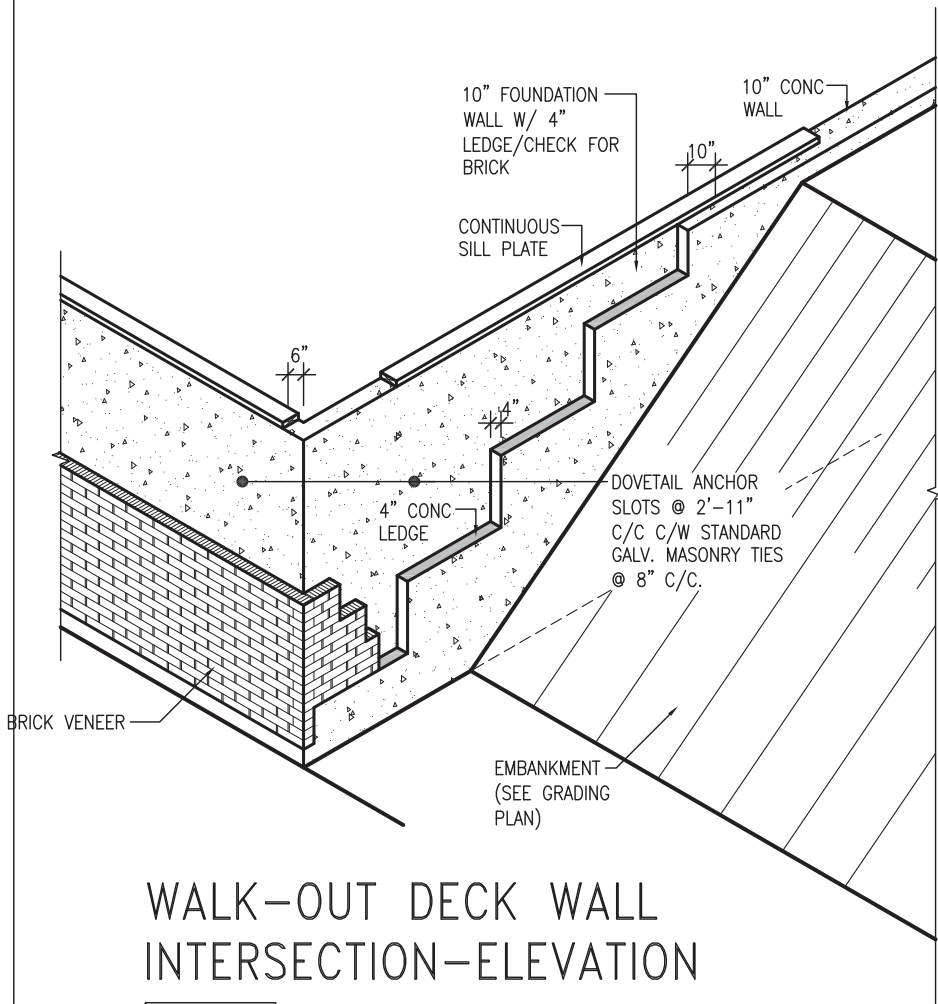 10" FOUNDATION
WALL W/ 4"
LEDGE/CHECK FOR
BRICK
10" CONC
WALL
10"
CONTINUOUS
SILL PLATE
6"
4"
4" CONC
LEDGE
DOVETAIL ANCHOR
SLOTS @ 2'-11"
C/C C/W STANDARD
GALV. MASONRY TIES
@ 8" C/C.
BRICK VENEER
EMBANKMENT
(SEE GRADING
PLAN)
WALK-OUT DECK WALL
INTERSECTION-ELEVATION